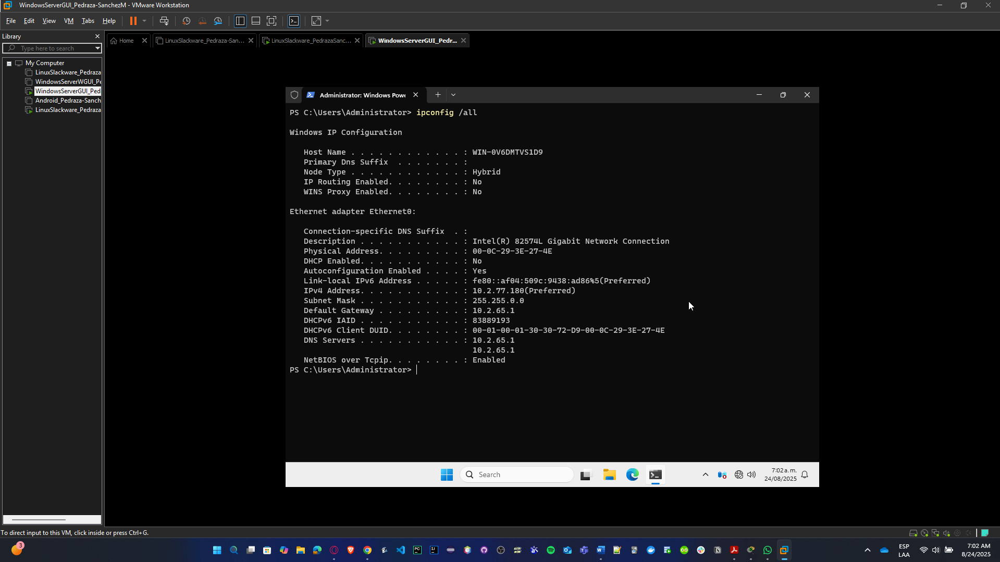 WindowsServerGUI_Pedraza-SanchezM - VMware Workstation
File Edit View VM Tabs Help
Library
Type here to search
My Computer
LinuxSlackware_Pedraza
WindowsServerWGUI_Pe
WindowsServerGUI_Ped
Android_Pedraza-Sanch
LinuxSlackware_Pedraza
Home
LinuxSlackware_Pedraza-San...
LinuxSlackware_PedrazaSanc...
WindowsServerGUI_Pedr...
Administrator: Windows Powe
PS C:\Users\Administrator> ipconfig /all
Windows IP Configuration
Host Name . . . . . . . . . . . . : WIN-0V6DMTVS1D9
Primary Dns Suffix  . . . . . . . :
Node Type . . . . . . . . . . . . : Hybrid
IP Routing Enabled. . . . . . . . : No
WINS Proxy Enabled. . . . . . . . : No
Ethernet adapter Ethernet0:
Connection-specific DNS Suffix  . :
Description . . . . . . . . . . . : Intel(R) 82574L Gigabit Network Connection
Physical Address. . . . . . . . . : 00-0C-29-3E-27-4E
DHCP Enabled. . . . . . . . . . . : No
Autoconfiguration Enabled . . . . : Yes
Link-local IPv6 Address . . . . . : fe80::af04:509c:9438:ad86%5(Preferred)
IPv4 Address. . . . . . . . . . . : 10.2.77.180(Preferred)
Subnet Mask . . . . . . . . . . . : 255.255.0.0
Default Gateway . . . . . . . . . : 10.2.65.1
DHCPv6 IAID . . . . . . . . . . . : 83889193
DHCPv6 Client DUID. . . . . . . . : 00-01-00-01-30-30-72-D9-00-0C-29-3E-27-4E
DNS Servers . . . . . . . . . . . : 10.2.65.1
10.2.65.1
NetBIOS over Tcpip. . . . . . . . : Enabled
PS C:\Users\Administrator>
Search
7:02 a. m.
24/08/2025
To direct input to this VM, click inside or press Ctrl+G.
3
ESP
LAA
7:02 AM
8/24/2025